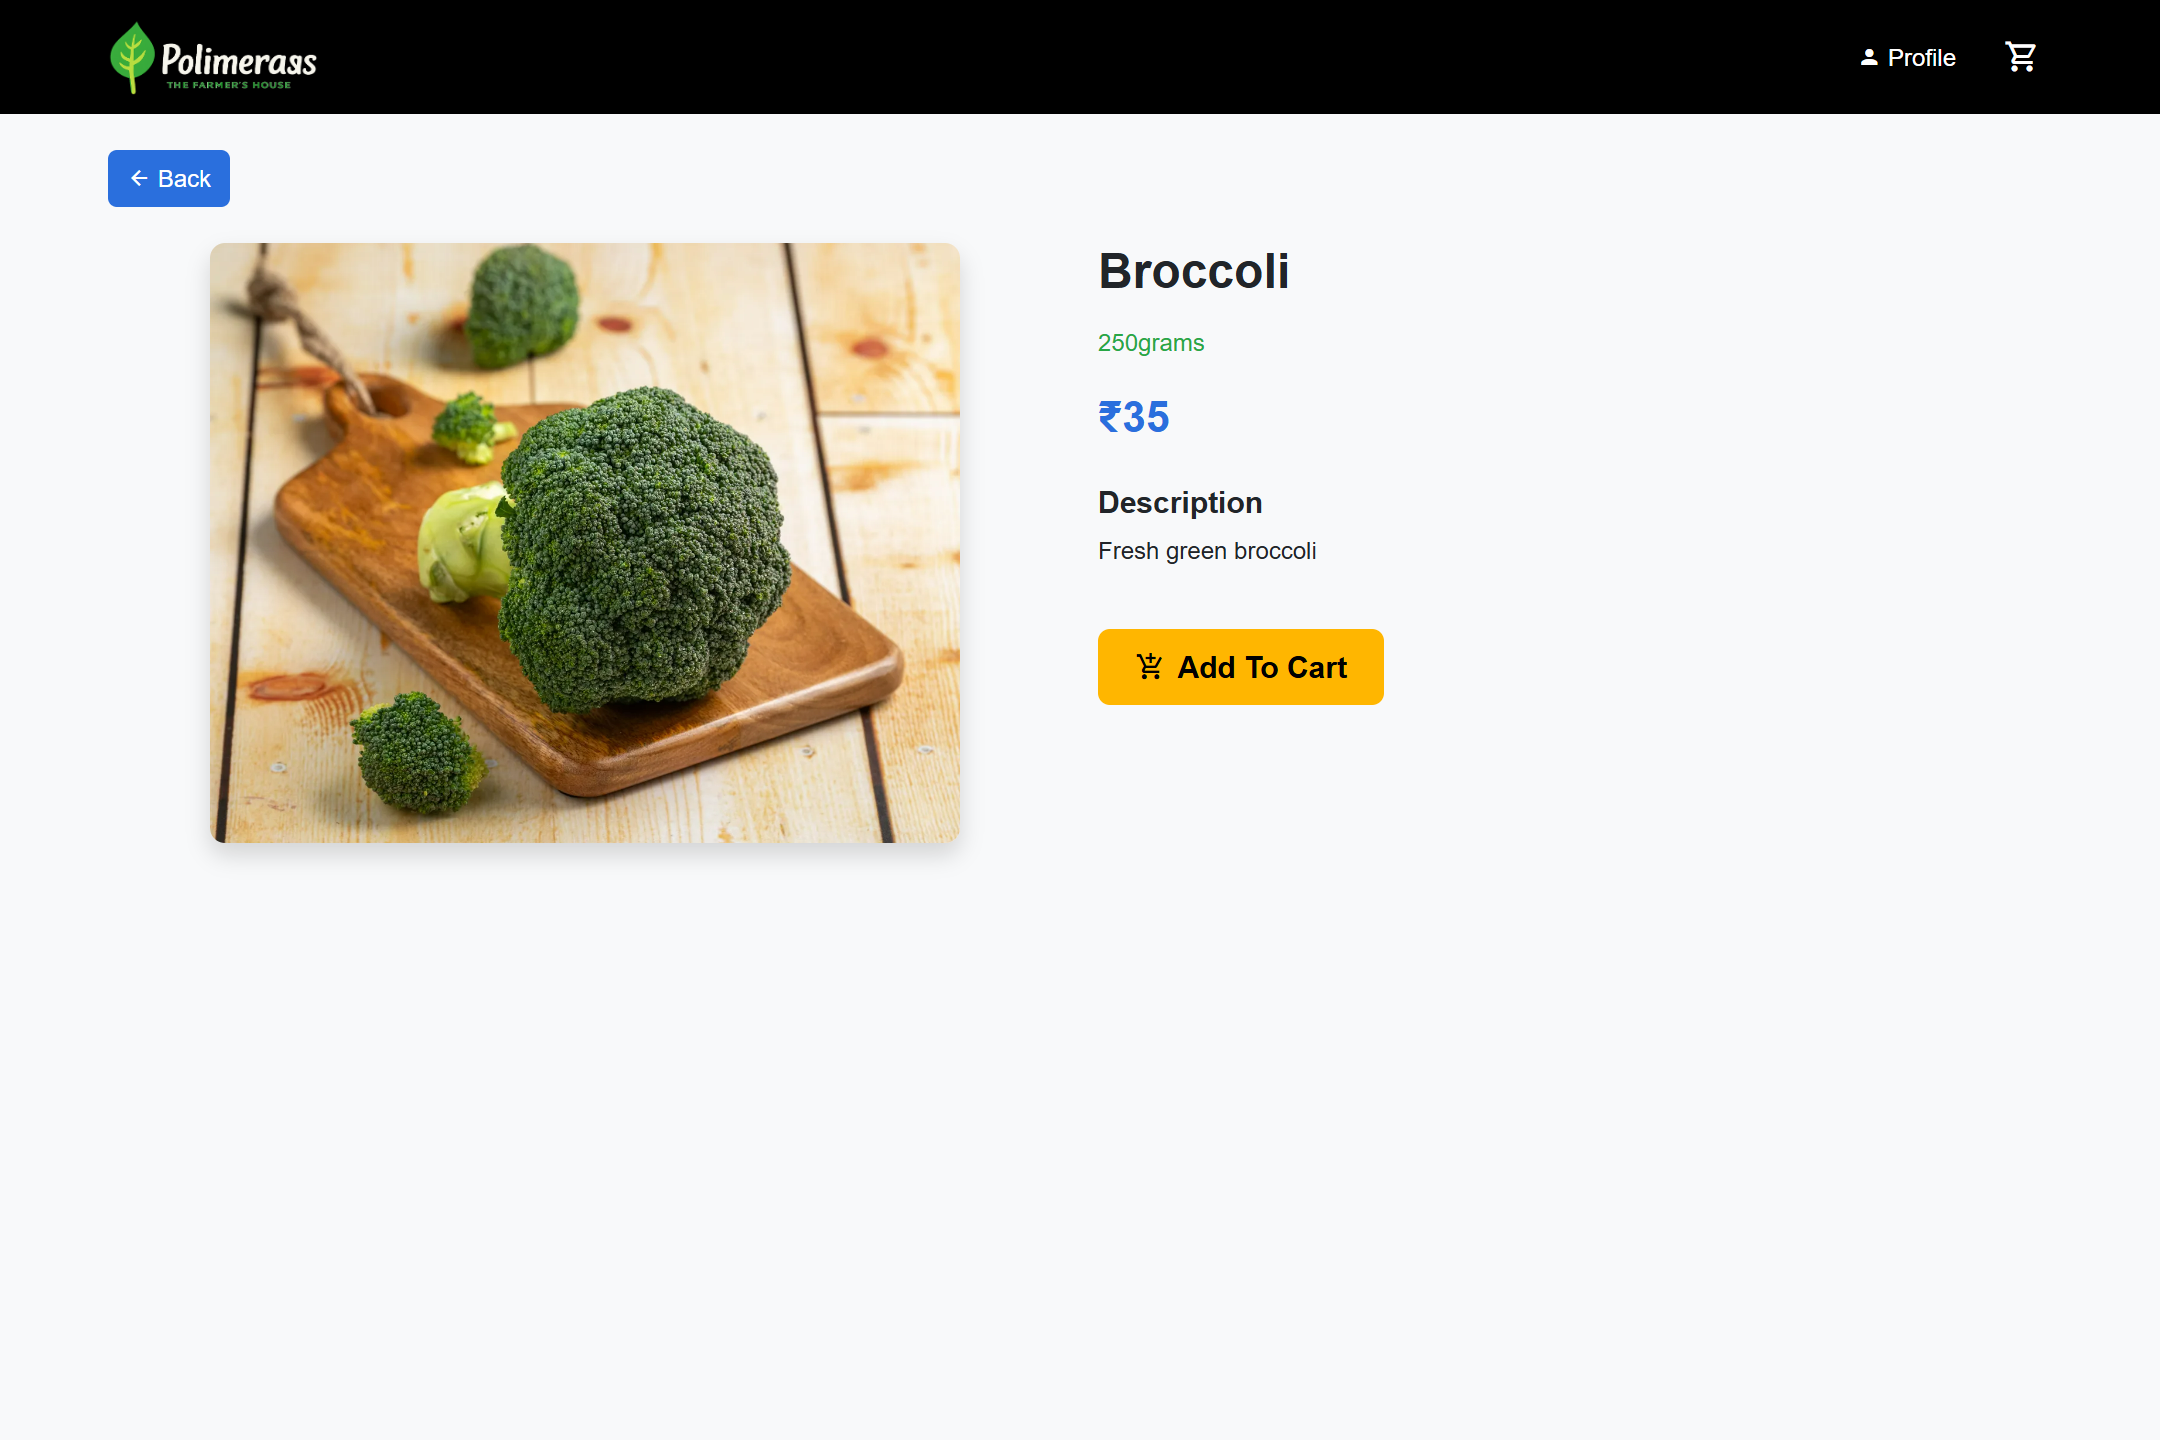 Polimerass
THE FARMER'S HOUSE
Profile
Back
Broccoli
250grams
₹35
Description
Fresh green broccoli
Add To Cart